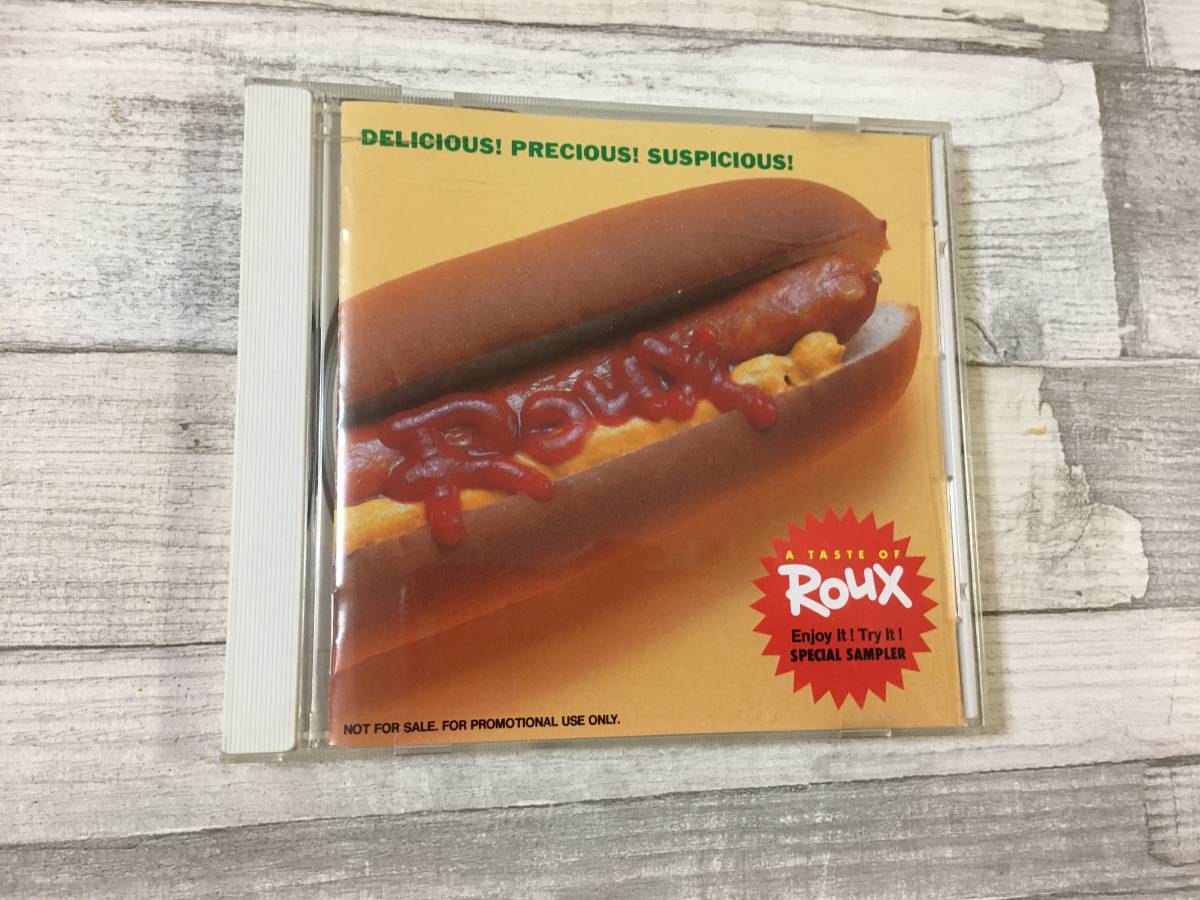 DELICIOUS! PRECIOUS! SUSPICIOUS!
Roux
A TASTE OF
Roux
Enjoy It! Try It!
SPECIAL SAMPLER
NOT FOR SALE. FOR PROMOTIONAL USE ONLY.